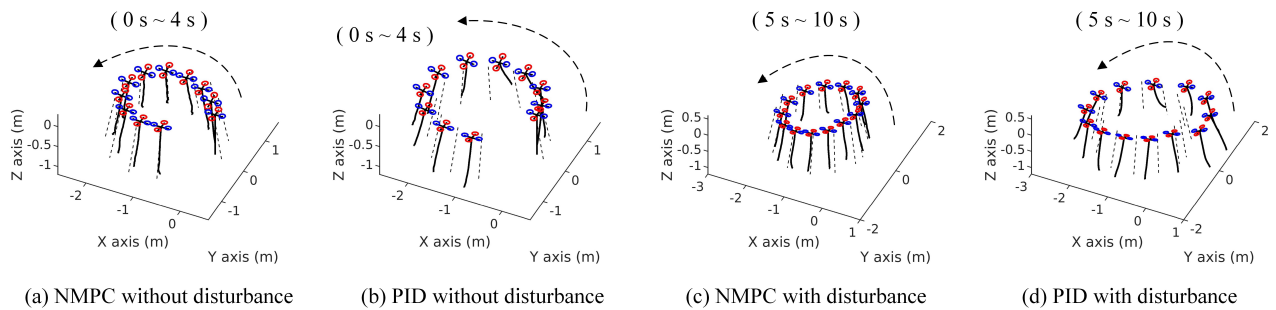 ( 0 s ~ 4 s )
0
-0.5
-1
Z axis (m)
-2
-1
0
X axis (m)
-1
0
1
Y axis (m)
(a) NMPC without disturbance
( 0 s ~ 4 s )
0
-0.5
-1
Z axis (m)
-2
-1
0
X axis (m)
-1
0
1
Y axis (m)
(b) PID without disturbance
( 5 s ~ 10 s )
0.5
0
-0.5
-1
Z axis (m)
-3
-2
-1
0
1
X axis (m)
-2
0
2
Y axis (m)
(c) NMPC with disturbance
( 5 s ~ 10 s )
0.5
0
-0.5
-1
Z axis (m)
-3
-2
-1
0
1
X axis (m)
-2
0
2
Y axis (m)
(d) PID with disturbance